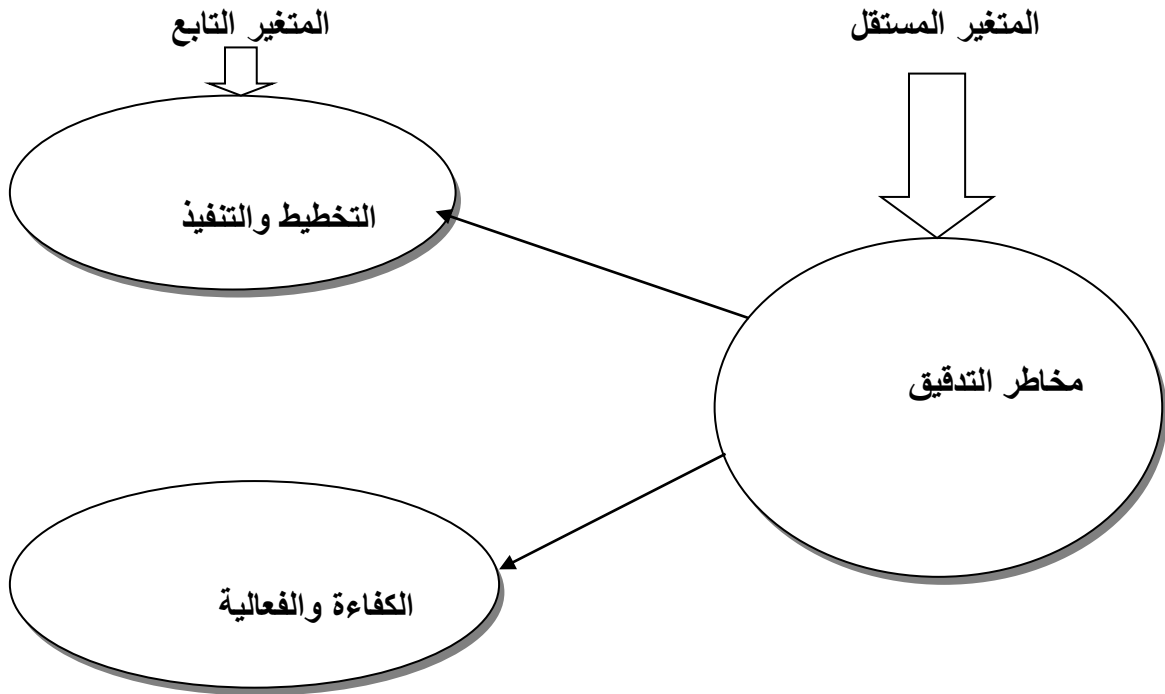 المتغير المستقل
المتغير التابع
التخطيط والتنفيذ
مخاطر التدقيق
الكفاءة والفعالية